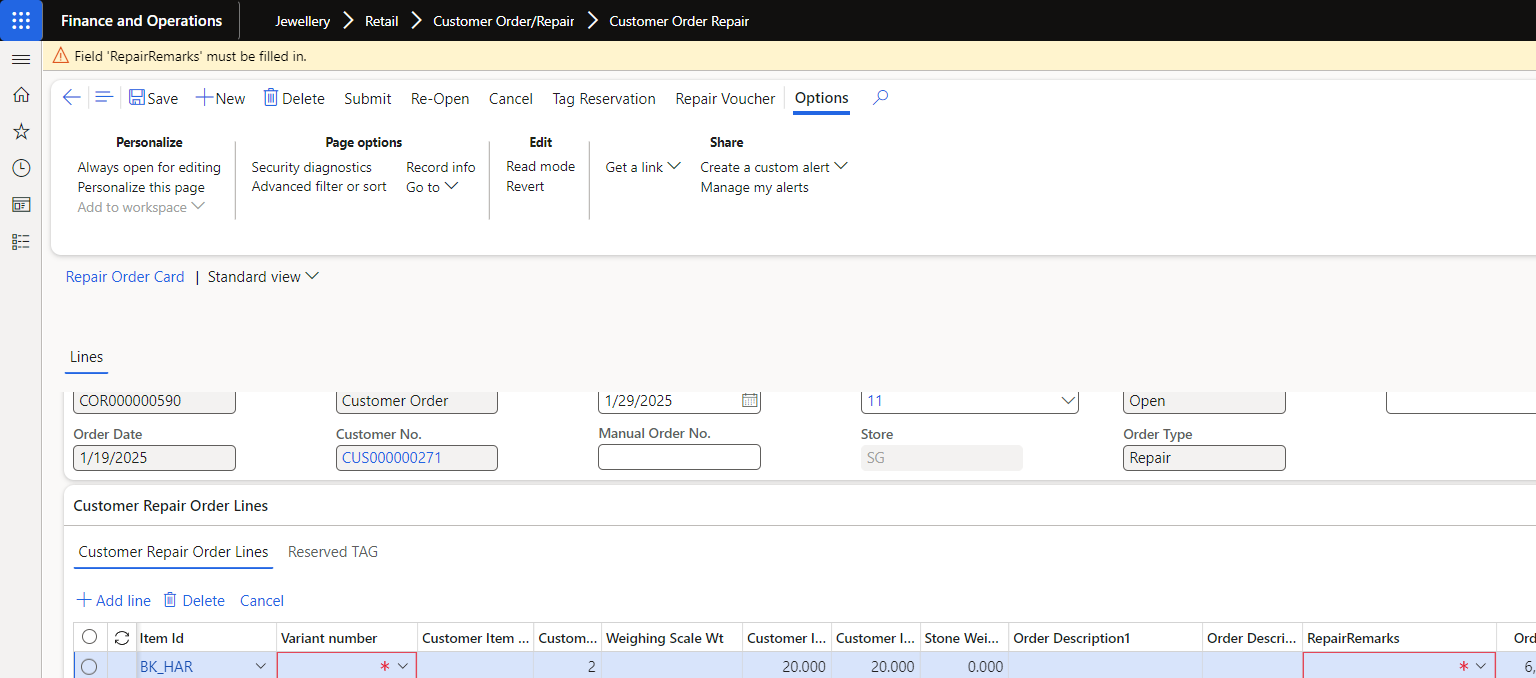 Finance and Operations Jewellery Retail Customer Order/Repair Customer Order Repair
Field 'RepairRemarks' must be filled in.
Save New Delete Submit Re-Open Cancel Tag Reservation Repair Voucher Options
Personalize Page options Edit Share
Always open for editing Security diagnostics Record info Read mode Get a link Create a custom alert
Personalize this page Advanced filter or sort Go to Revert Manage my alerts
Add to workspace
Repair Order Card | Standard view
Lines
COR000000590 Customer Order 1/29/2025 11 Open
Order Date Customer No. Manual Order No. Store Order Type
1/19/2025 CUS000000271 SG Repair
Customer Repair Order Lines
Customer Repair Order Lines Reserved TAG
Add line Delete Cancel
Item Id Variant number Customer Item ... Custom... Weighing Scale Wt Customer I... Customer I... Stone Wei... Order Description1 Order Descri... RepairRemarks Ord
BK_HAR * 2 20.000 20.000 0.000 * 6,